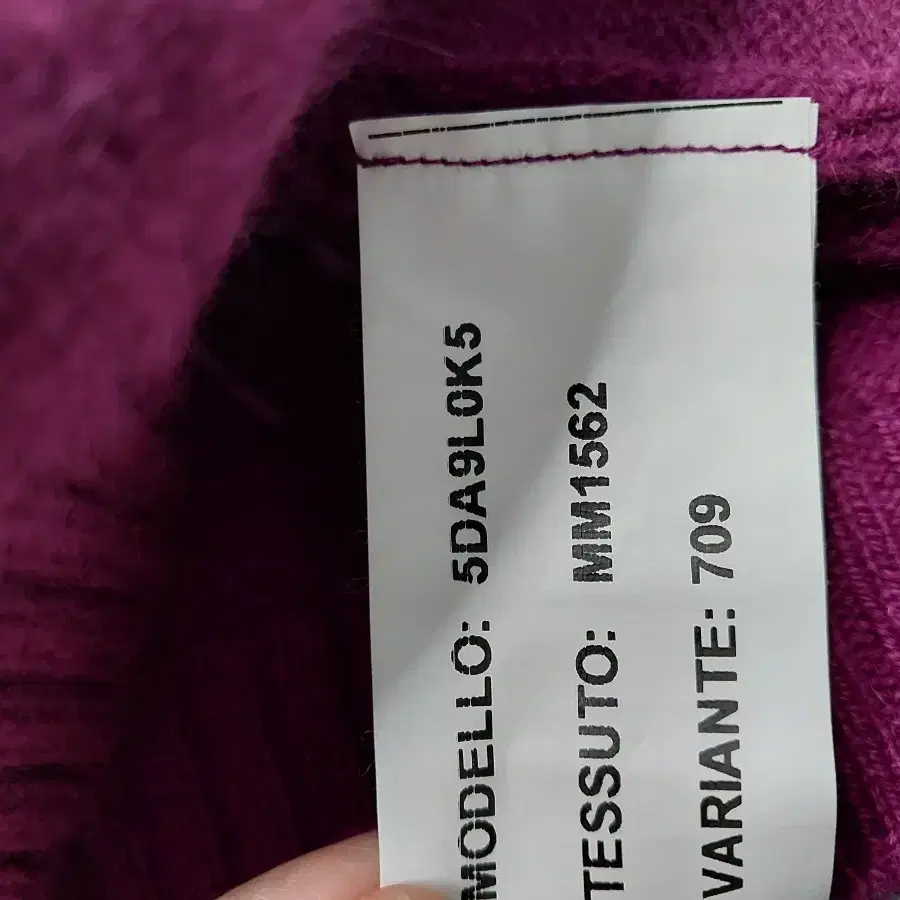 MODELLO: 5DA9L0K5
TESSUTO: MM1562
VARIANTE: 709